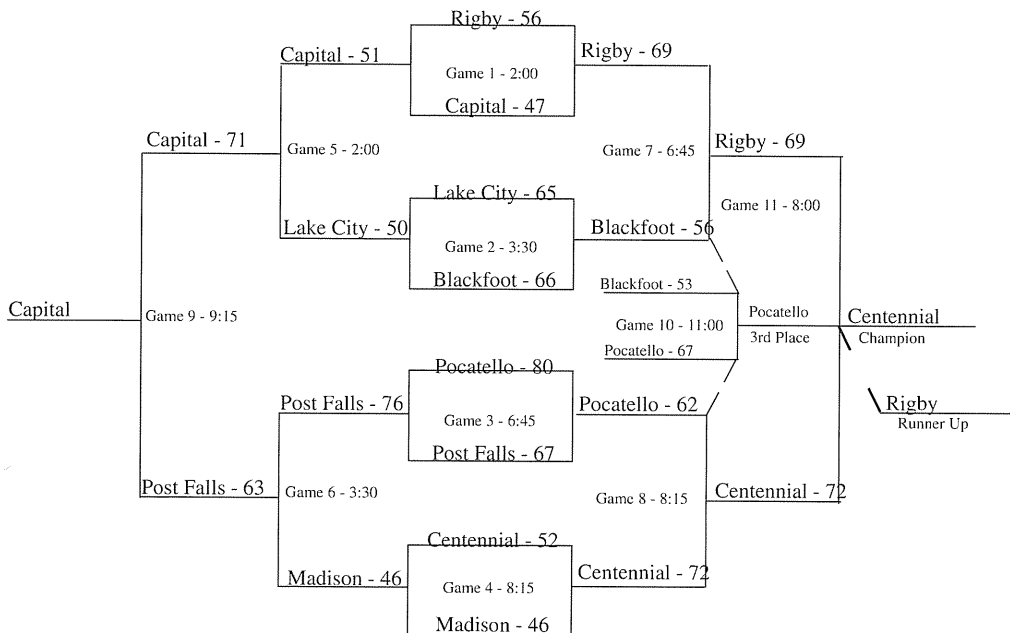 Rigby - 56
Capital - 51
Rigby - 69
Game 1 - 2:00
Capital - 47
Capital - 71
Game 5 - 2:00
Game 7 - 6:45
Rigby - 69
Lake City - 65
Game 11 - 8:00
Lake City - 50
Game 2 - 3:30
Blackfoot - 56
Blackfoot - 66
Blackfoot - 53
Capital
Game 9 - 9:15
Game 10 - 11:00
Pocatello
3rd Place
Centennial
Champion
Pocatello - 67
Pocatello - 80
Post Falls - 76
Game 3 - 6:45
Pocatello - 62
Rigby
Runner Up
Post Falls - 67
Post Falls - 63
Game 6 - 3:30
Game 8 - 8:15
Centennial - 72
Centennial - 52
Madison - 46
Game 4 - 8:15
Centennial - 72
Madison - 46